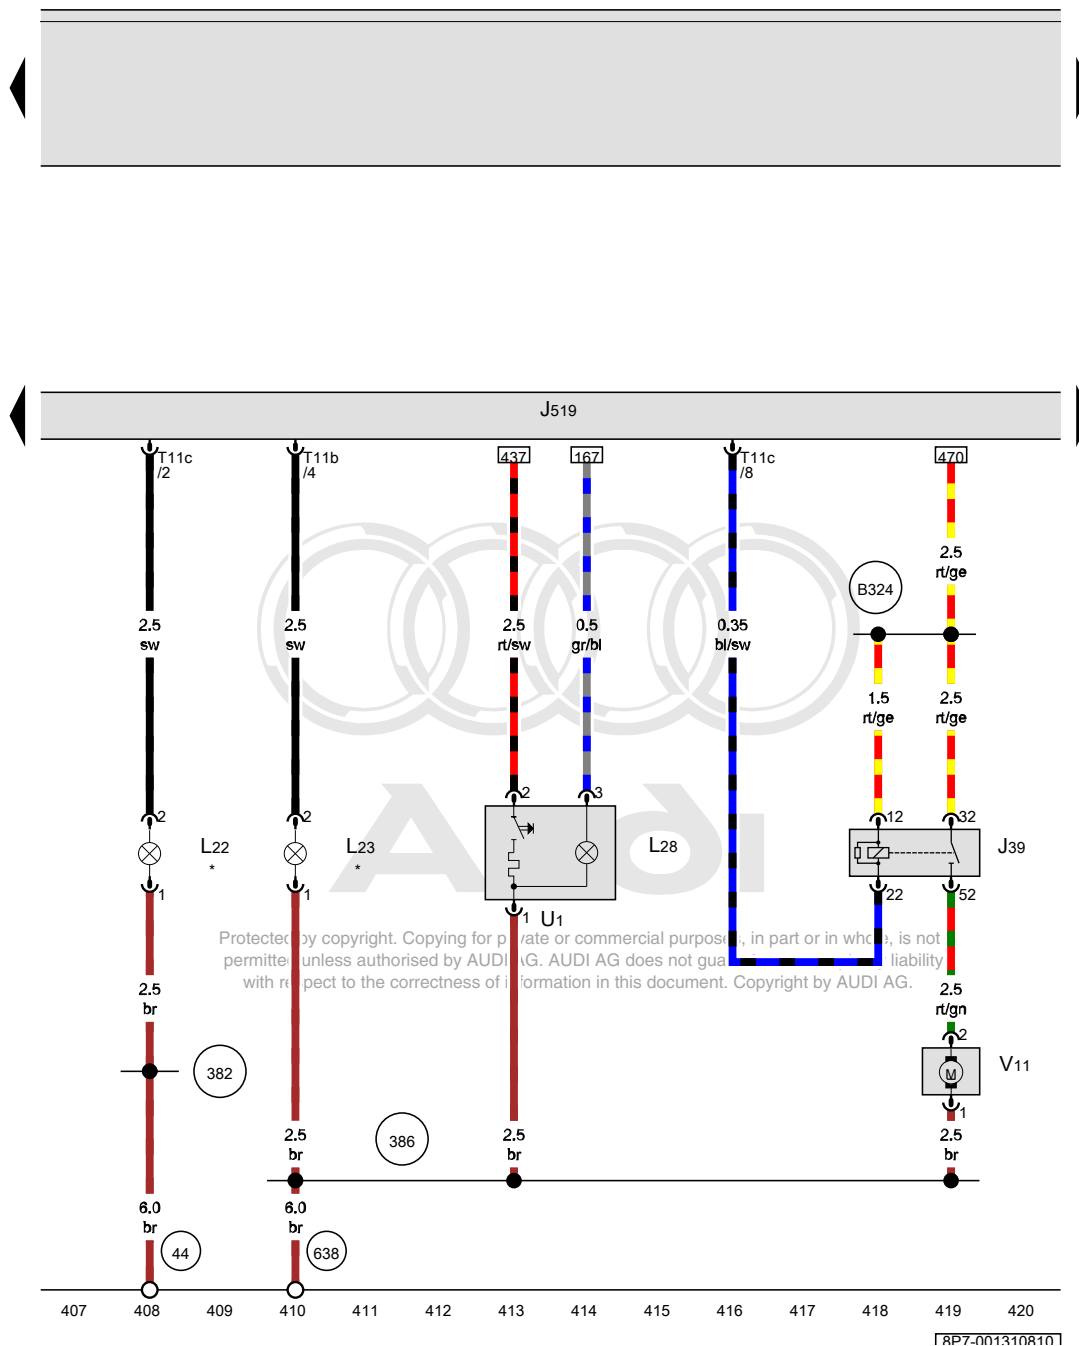 J519
T11c
/2
T11b
/4
437
167
T11c
/8
470
2.5
rt/ge
B324
2.5
sw
2.5
sw
2.5
rt/sw
0.5
gr/bl
0.35
bl/sw
1.5
rt/ge
2.5
rt/ge
2
2
2
3
12
32
L22
*
L23
*
L28
J39
1
1
1
U1
22
52
Audi
Protected by copyright. Copying for private or commercial purposes, in part or in whole, is not
permitted unless authorised by AUDI AG. AUDI AG does not gua liability
with respect to the correctness of information in this document. Copyright by AUDI AG.
2.5
br
2.5
rt/gn
2
V11
M
1
382
386
2.5
br
2.5
br
2.5
br
6.0
br
6.0
br
44
638
407 408 409 410 411 412 413 414 415 416 417 418 419 420
8P7-001310810